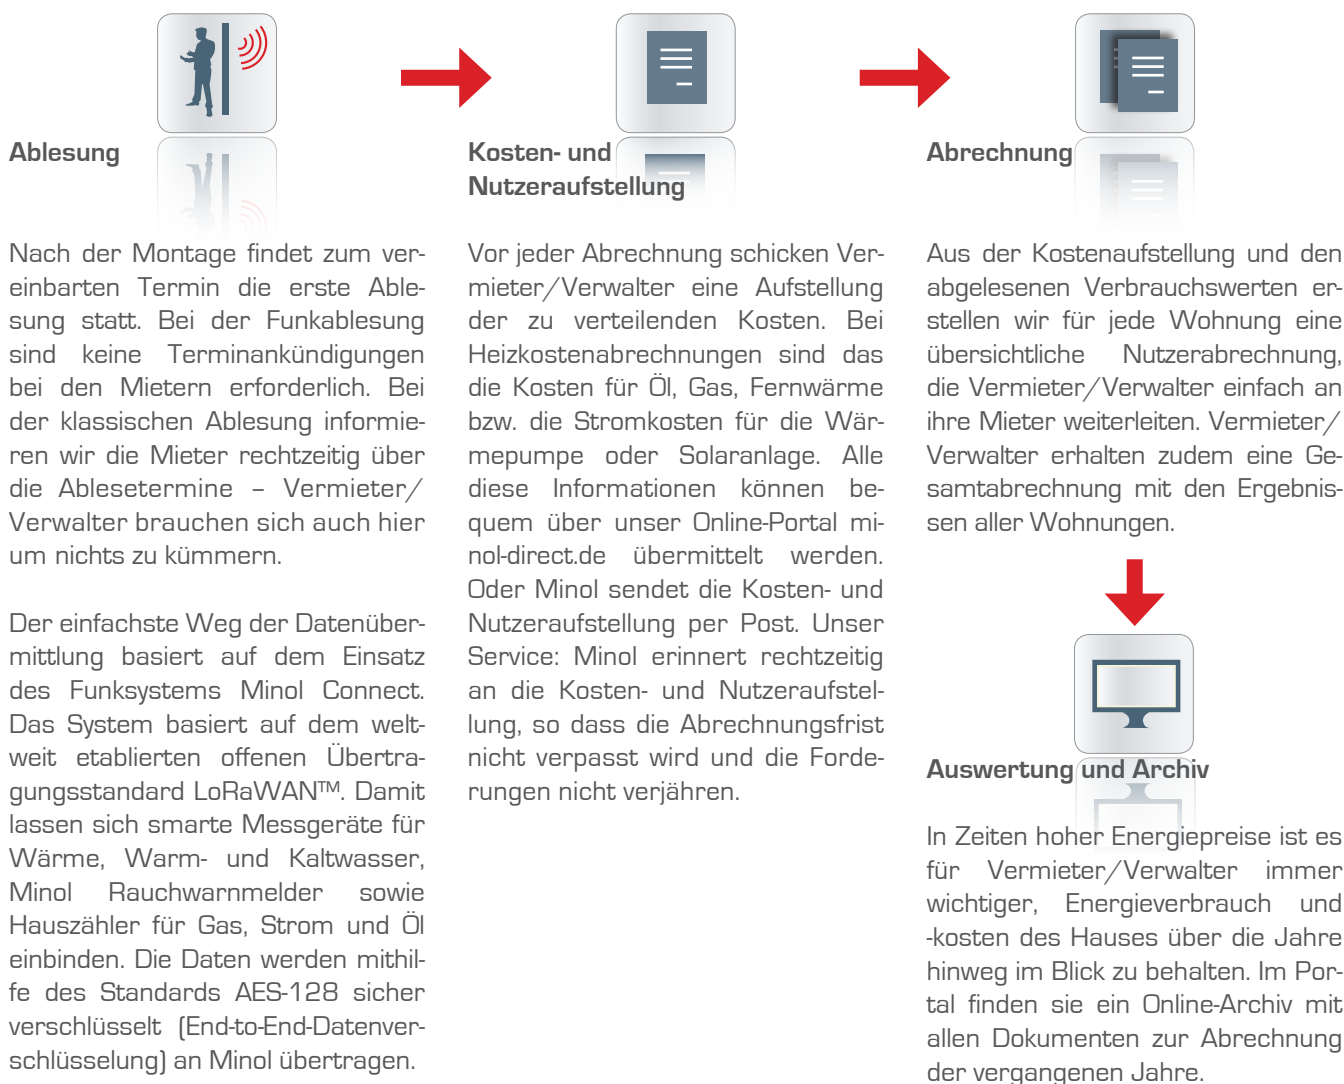 Ablesung
Nach der Montage findet zum ver-
einbarten Termin die erste Able-
sung statt. Bei der Funkablesung
sind keine Terminankündigungen
bei den Mietern erforderlich. Bei
der klassischen Ablesung informie-
ren wir die Mieter rechtzeitig über
die Ablesetermine – Vermieter/
Verwalter brauchen sich auch hier
um nichts zu kümmern.
Der einfachste Weg der Datenüber-
mittlung basiert auf dem Einsatz
des Funksystems Minol Connect.
Das System basiert auf dem welt-
weit etablierten offenen Übertra-
gungsstandard LoRaWAN™. Damit
lassen sich smarte Messgeräte für
Wärme, Warm- und Kaltwasser,
Minol Rauchwarnmelder sowie
Hauszähler für Gas, Strom und Öl
einbinden. Die Daten werden mithil-
fe des Standards AES-128 sicher
verschlüsselt (End-to-End-Datenver-
schlüsselung) an Minol übertragen.
Kosten- und
Nutzeraufstellung
Vor jeder Abrechnung schicken Ver-
mieter/Verwalter eine Aufstellung
der zu verteilenden Kosten. Bei
Heizkostenabrechnungen sind das
die Kosten für Öl, Gas, Fernwärme
bzw. die Stromkosten für die Wär-
mepumpe oder Solaranlage. Alle
diese Informationen können be-
quem über unser Online-Portal mi-
nol-direct.de übermittelt werden.
Oder Minol sendet die Kosten- und
Nutzeraufstellung per Post. Unser
Service: Minol erinnert rechtzeitig
an die Kosten- und Nutzeraufstel-
lung, so dass die Abrechnungsfrist
nicht verpasst wird und die Forde-
rungen nicht verjähren.
Abrechnung
Aus der Kostenaufstellung und den
abgelesenen Verbrauchswerten er-
stellen wir für jede Wohnung eine
übersichtliche Nutzerabrechnung,
die Vermieter/Verwalter einfach an
ihre Mieter weiterleiten. Vermieter/
Verwalter erhalten zudem eine Ge-
samtabrechnung mit den Ergebnis-
sen aller Wohnungen.
Auswertung und Archiv
In Zeiten hoher Energiepreise ist es
für Vermieter/Verwalter immer
wichtiger, Energieverbrauch und
-kosten des Hauses über die Jahre
hinweg im Blick zu behalten. Im Por-
tal finden sie ein Online-Archiv mit
allen Dokumenten zur Abrechnung
der vergangenen Jahre.